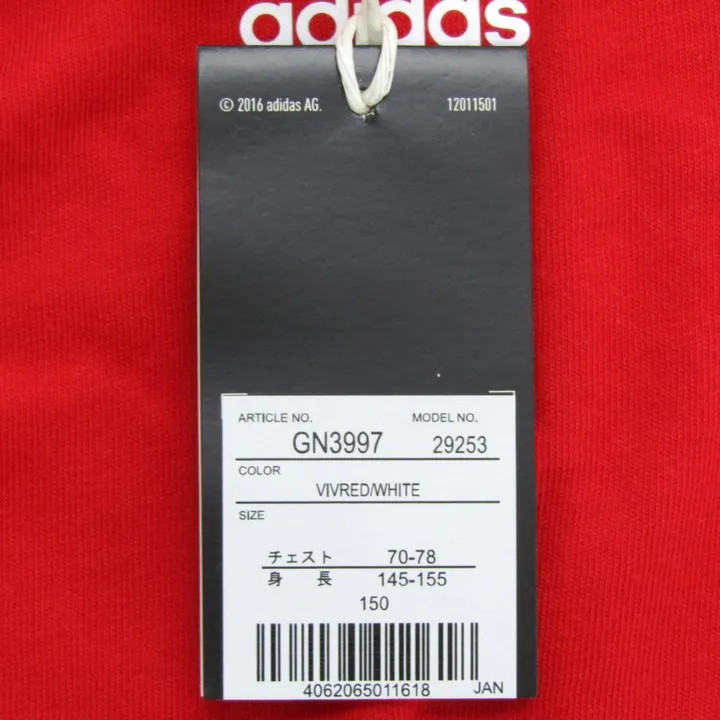 adidas
© 2016 adidas AG. 12011501
ARTICLE NO. MODEL NO.
GN3997 29253
COLOR
VIVRED/WHITE
SIZE
チェスト 70-78
身 長 145-155
150
4062065011618 JAN